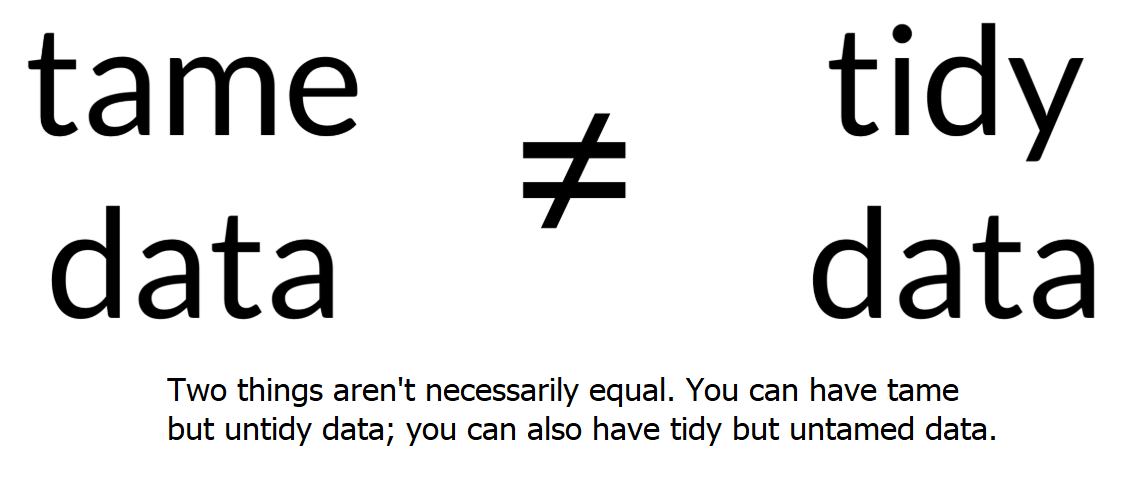 tame
data
≠
tidy
data
Two things aren't necessarily equal. You can have tame
but untidy data; you can also have tidy but untamed data.